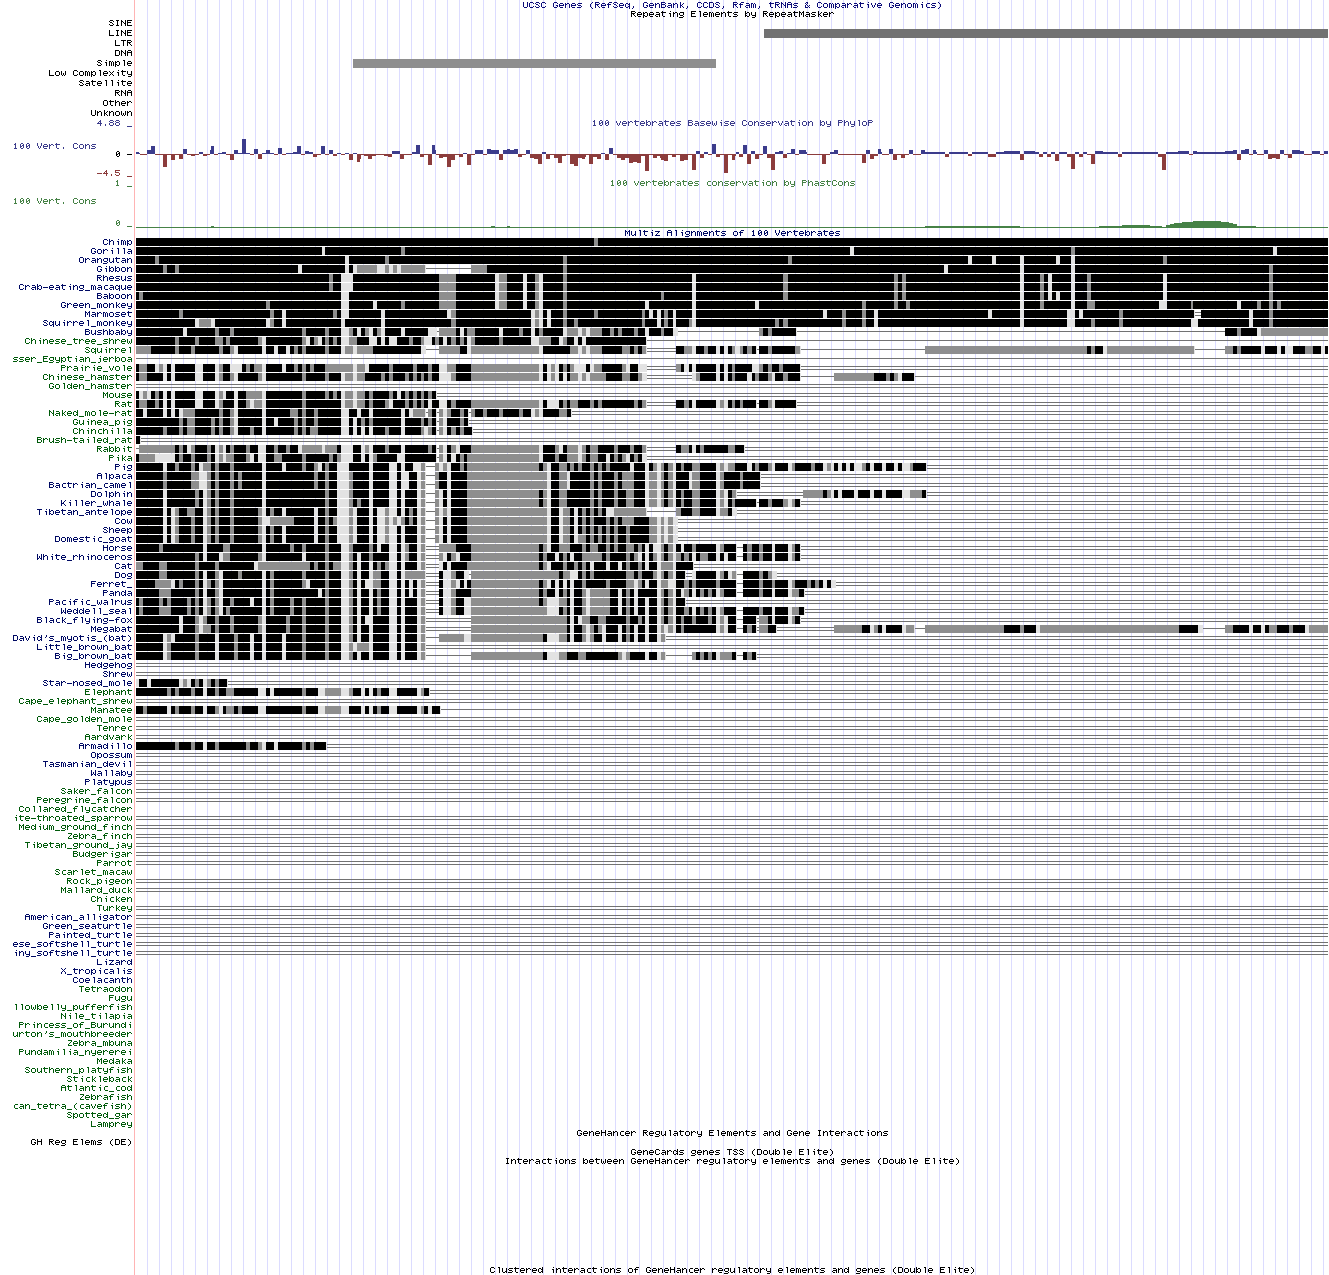 UCSC Genes (RefSeq, GenBank, CCDS, Rfam, tRNAs & Comparative Genomics)
Repeating Elements by RepeatMasker
SINE
LINE
LTR
DNA
Simple
Low Complexity
Satellite
RNA
Other
Unknown
4.88 _
100 vertebrates Basewise Conservation by PhyloP
100 Vert. Cons
0 -
-4.5 _
100 vertebrates conservation by PhastCons
1 _
100 Vert. Cons
0 _
Multiz Alignments of 100 Vertebrates
Chimp
Gorilla
Orangutan
Gibbon
Rhesus
Crab-eating_macaque
Baboon
Green_monkey
Marmoset
Squirrel_monkey
Bushbaby
Chinese_tree_shrew
Squirrel
sser_Egyptian_jerboa
Prairie_vole
Chinese_hamster
Golden_hamster
Mouse
Rat
Naked_mole-rat
Guinea_pig
Chinchilla
Brush-tailed_rat
Rabbit
Pika
Pig
Alpaca
Bactrian_camel
Dolphin
Killer_whale
Tibetan_antelope
Cow
Sheep
Domestic_goat
Horse
White_rhinoceros
Cat
Dog
Ferret_
Panda
Pacific_walrus
Weddell_seal
Black_flying-fox
Megabat
David's_myotis_(bat)
Little_brown_bat
Big_brown_bat
Hedgehog
Shrew
Star-nosed_mole
Elephant
Cape_elephant_shrew
Manatee
Cape_golden_mole
Tenrec
Aardvark
Armadillo
Opossum
Tasmanian_devil
Wallaby
Platypus
Saker_falcon
Peregrine_falcon
Collared_flycatcher
ite-throated_sparrow
Medium_ground_finch
Zebra_finch
Tibetan_ground_jay
Budgerigar
Parrot
Scarlet_macaw
Rock_pigeon
Mallard_duck
Chicken
Turkey
American_alligator
Green_seaturtle
Painted_turtle
ese_softshell_turtle
iny_softshell_turtle
Lizard
X_tropicalis
Coelacanth
Tetraodon
Fugu
llowbelly_pufferfish
Nile_tilapia
Princess_of_Burundi
urton's_mouthbreeder
Zebra_mbuna
Pundamilia_nyererei
Medaka
Southern_platyfish
Stickleback
Atlantic_cod
Zebrafish
can_tetra_(cavefish)
Spotted_gar
Lamprey
GeneHancer Regulatory Elements and Gene Interactions
GH Reg Elems (DE)
GeneCards genes TSS (Double Elite)
Interactions between GeneHancer regulatory elements and genes (Double Elite)
Clustered interactions of GeneHancer regulatory elements and genes (Double Elite)